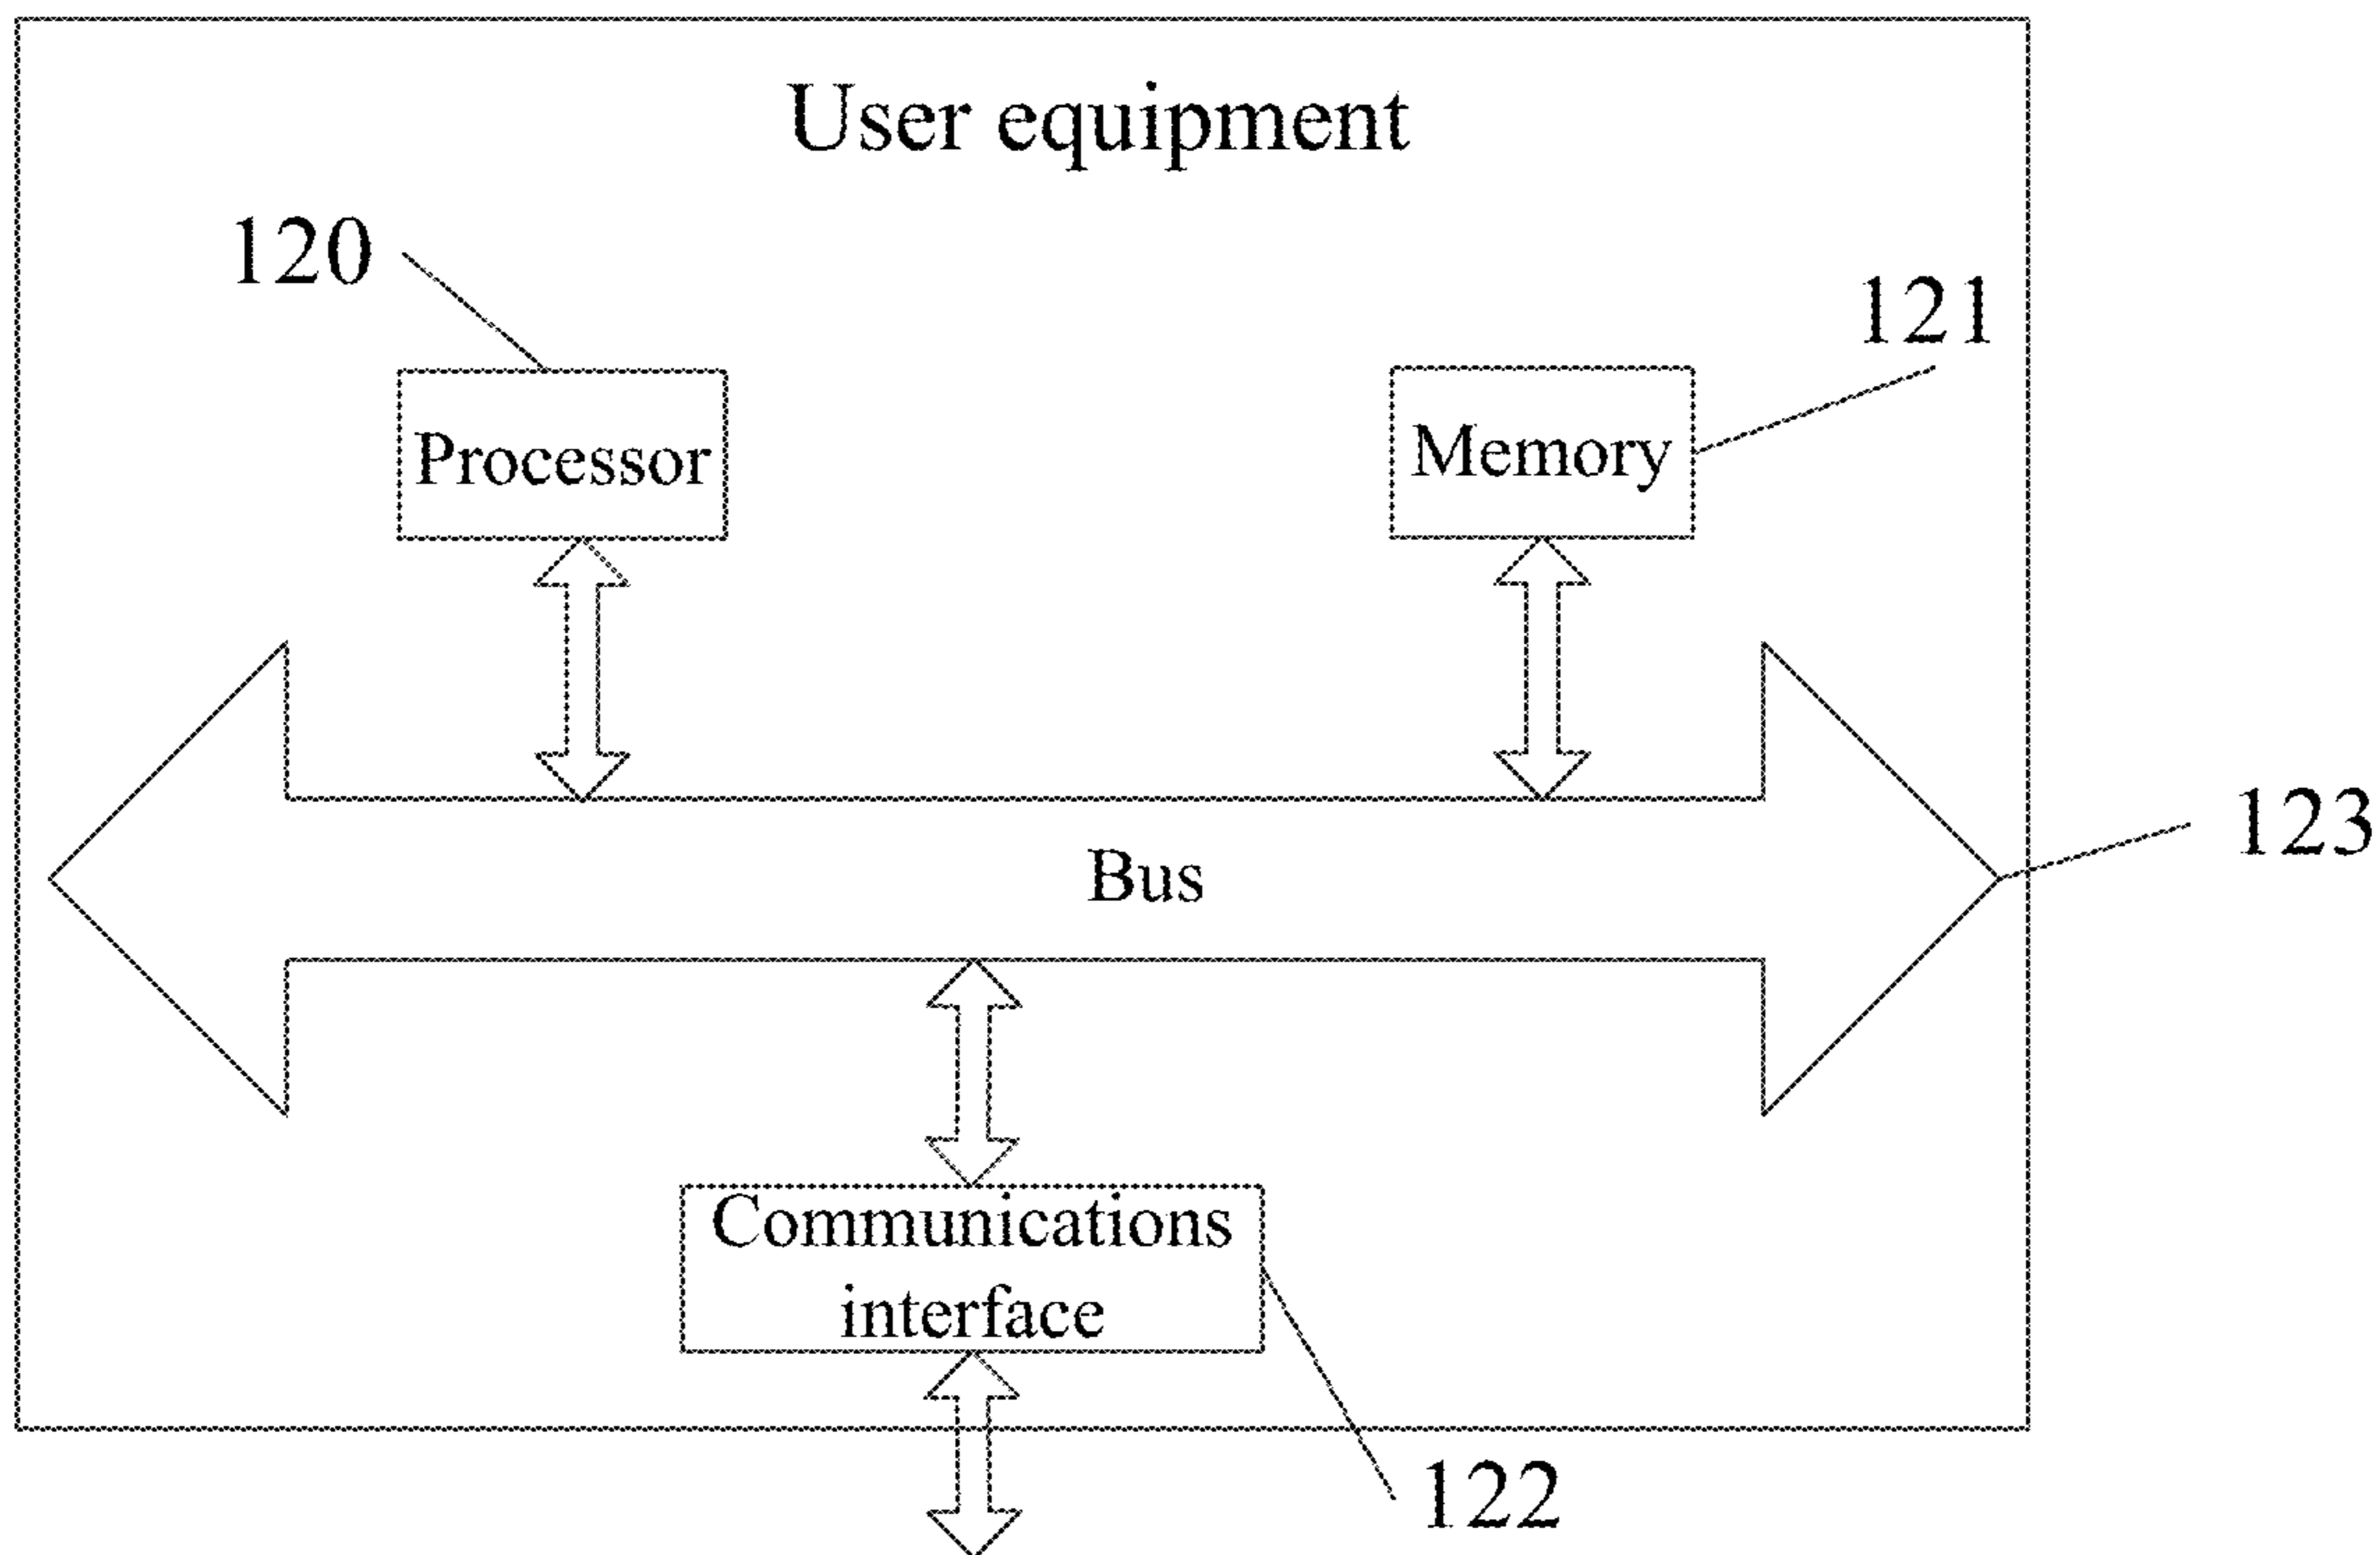 User equipment
120
121
Processor
Memory
123
Bus
Communications
interface
122